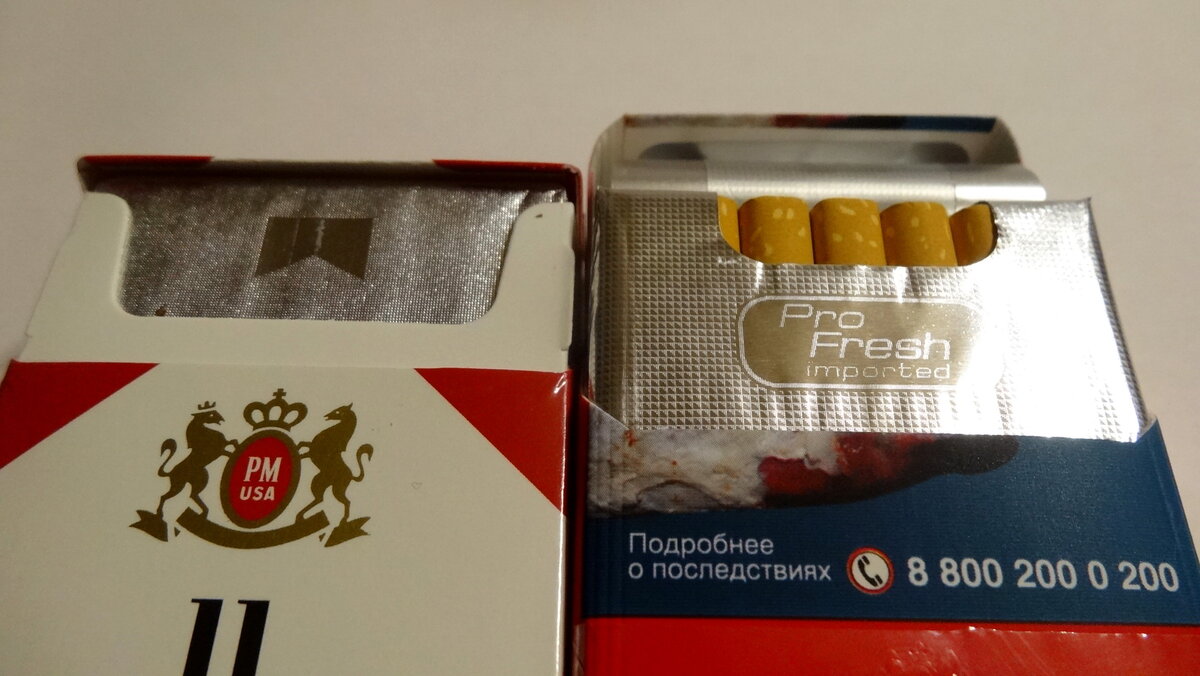 PM
USA
Pro
Fresh
imported
Подробнее
о последствиях
8 800 200 0 200